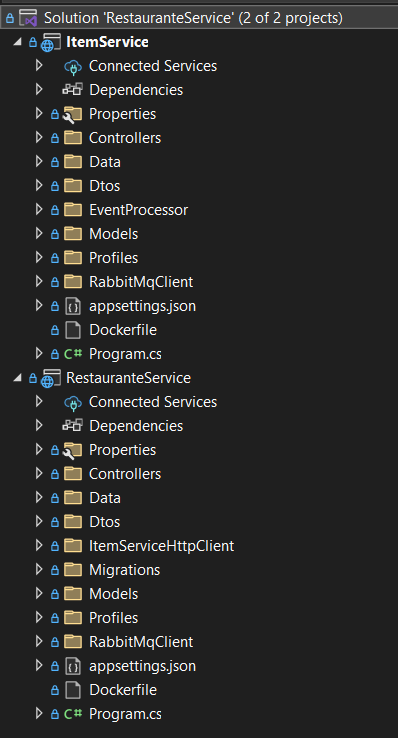 Solution 'RestauranteService' (2 of 2 projects)
ItemService
Connected Services
Dependencies
Properties
Controllers
Data
Dtos
EventProcessor
Models
Profiles
RabbitMqClient
appsettings.json
Dockerfile
C# Program.cs
RestauranteService
Connected Services
Dependencies
Properties
Controllers
Data
Dtos
ItemServiceHttpClient
Migrations
Models
Profiles
RabbitMqClient
appsettings.json
Dockerfile
C# Program.cs